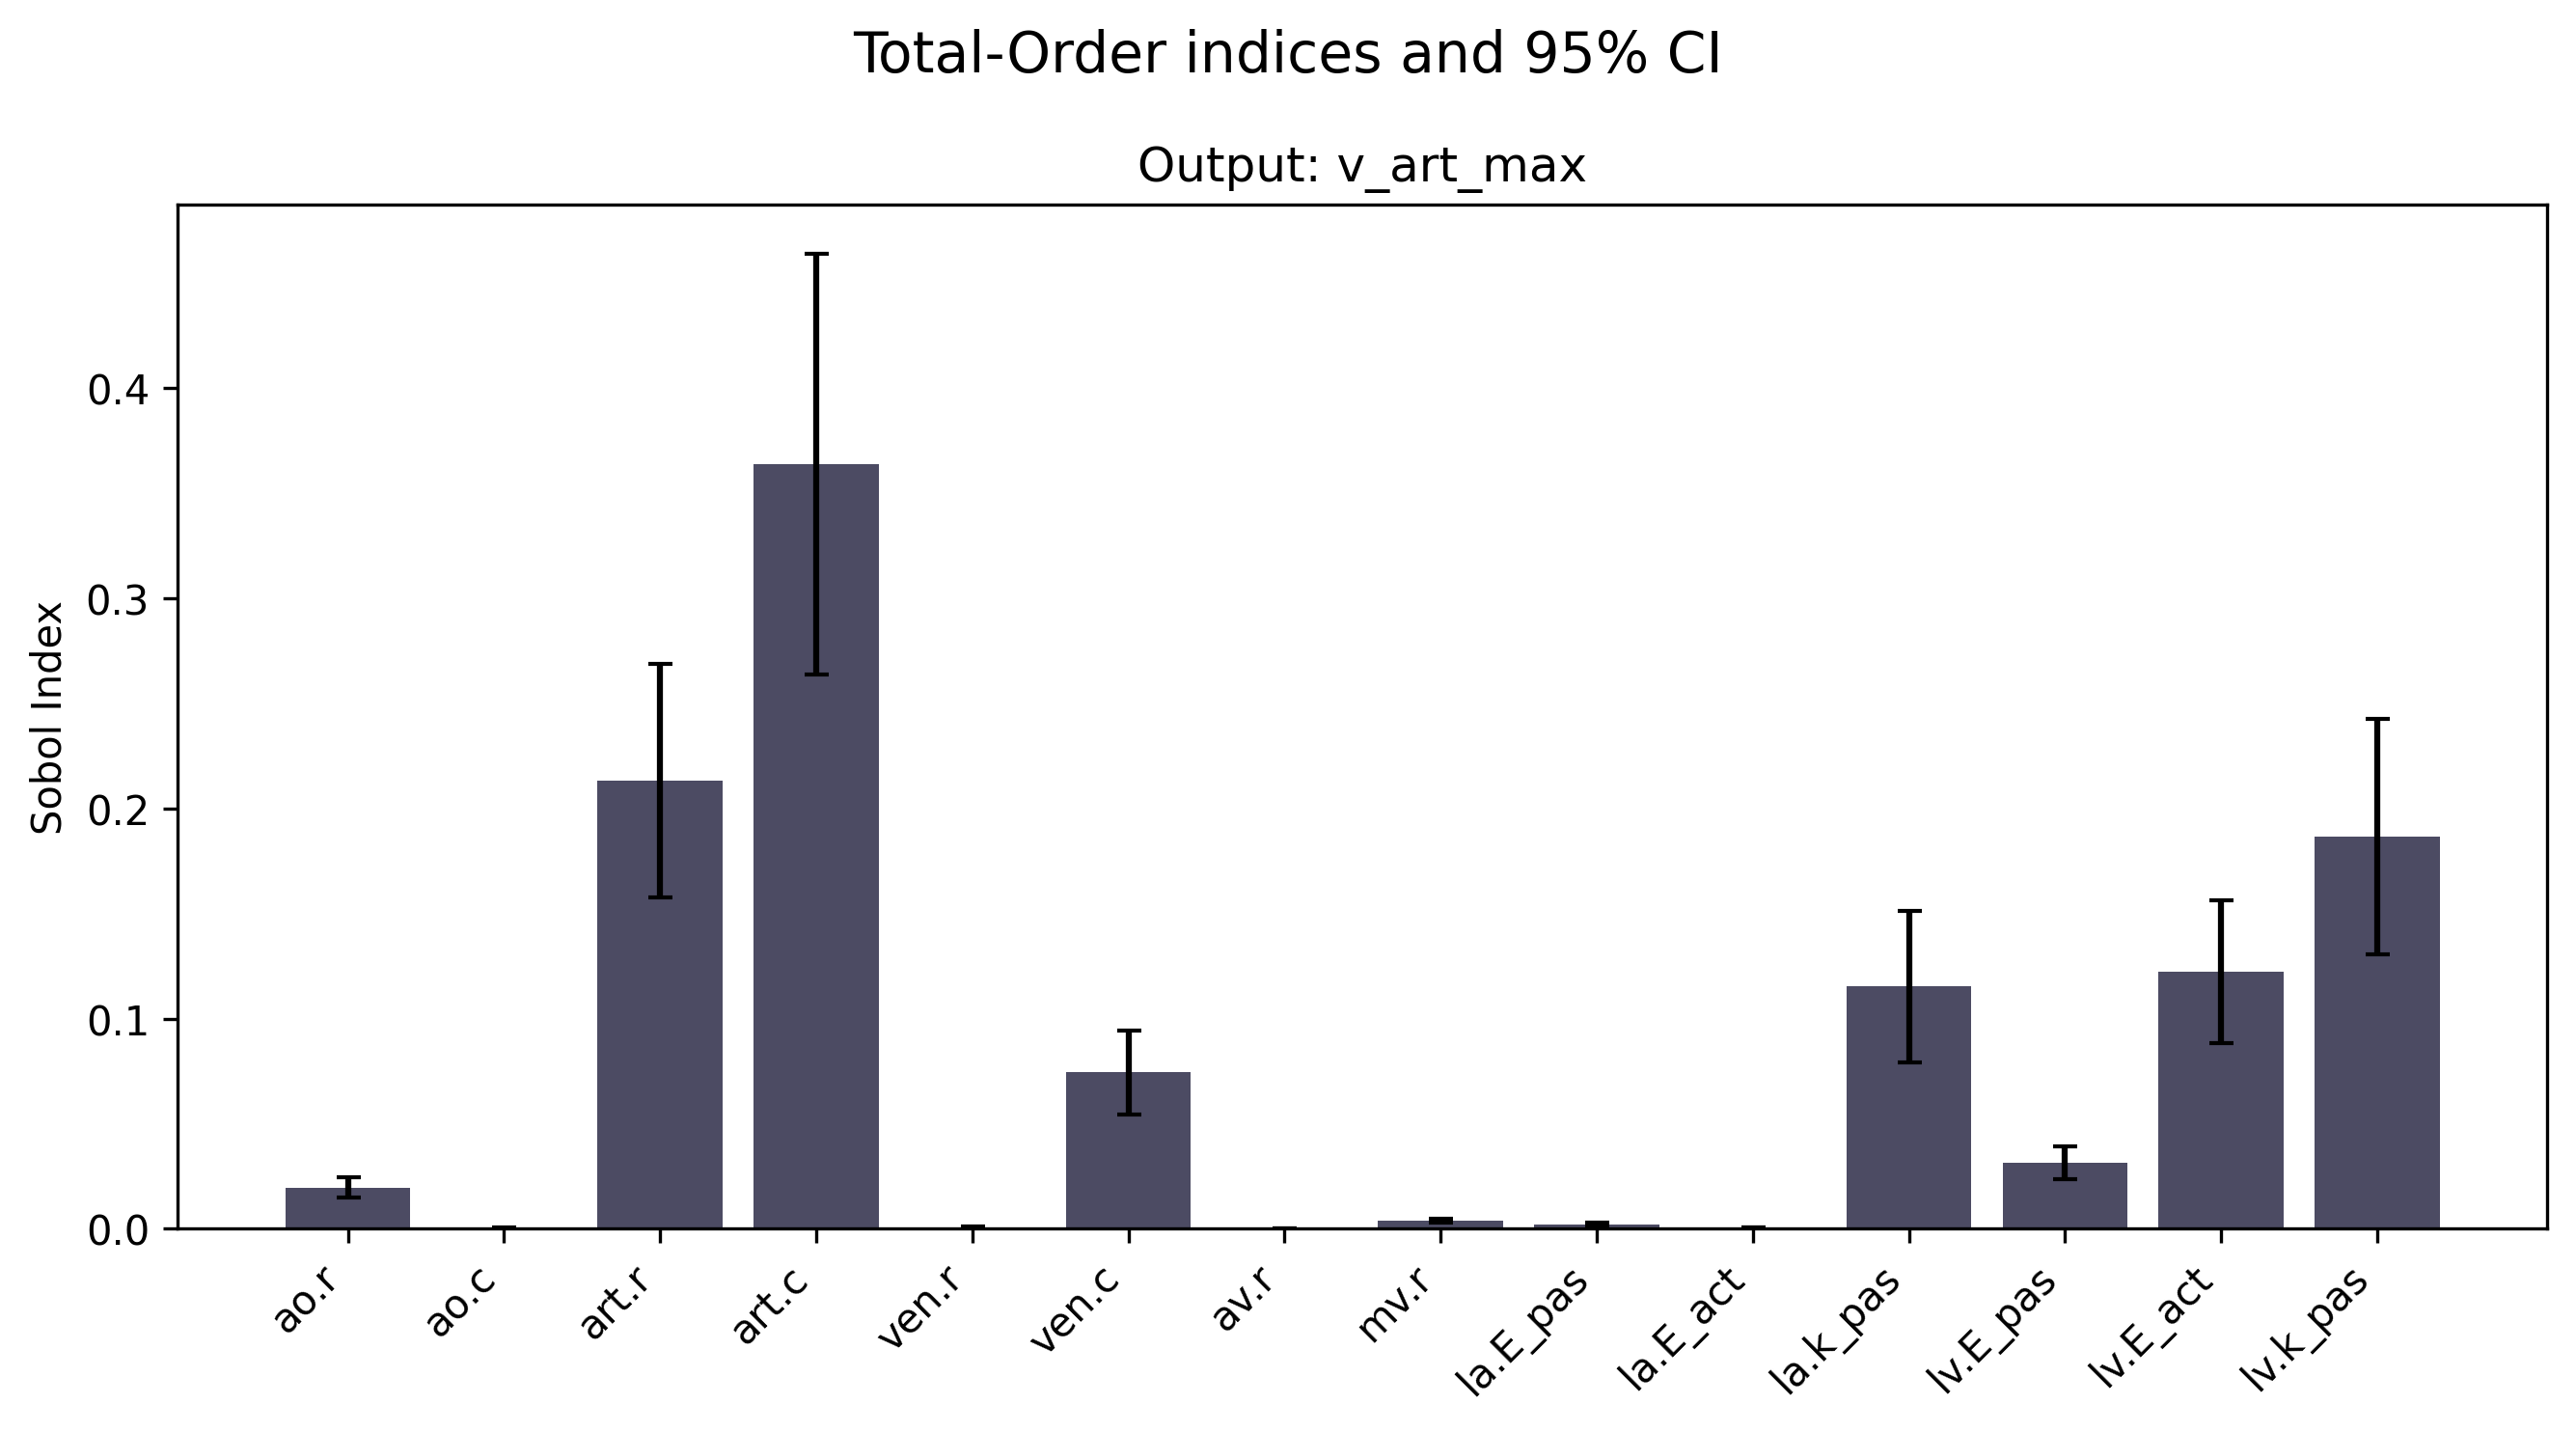 Total-Order indices and 95% CI
Output: v_art_max
Sobol Index
0.4
0.3
0.2
0.1
0.0
ao.r
ao.c
art.r
art.c
ven.r
ven.c
av.r
mv.r
la.E_pas
la.E_act
la.k_pas
lv.E_pas
lv.E_act
lv.k_pas